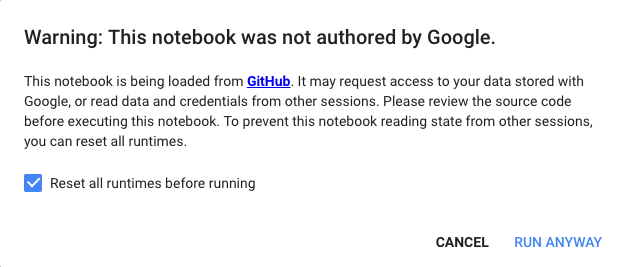 Warning: This notebook was not authored by Google.
This notebook is being loaded from GitHub. It may request access to your data stored with
Google, or read data and credentials from other sessions. Please review the source code
before executing this notebook. To prevent this notebook reading state from other sessions,
you can reset all runtimes.
Reset all runtimes before running
CANCEL RUN ANYWAY